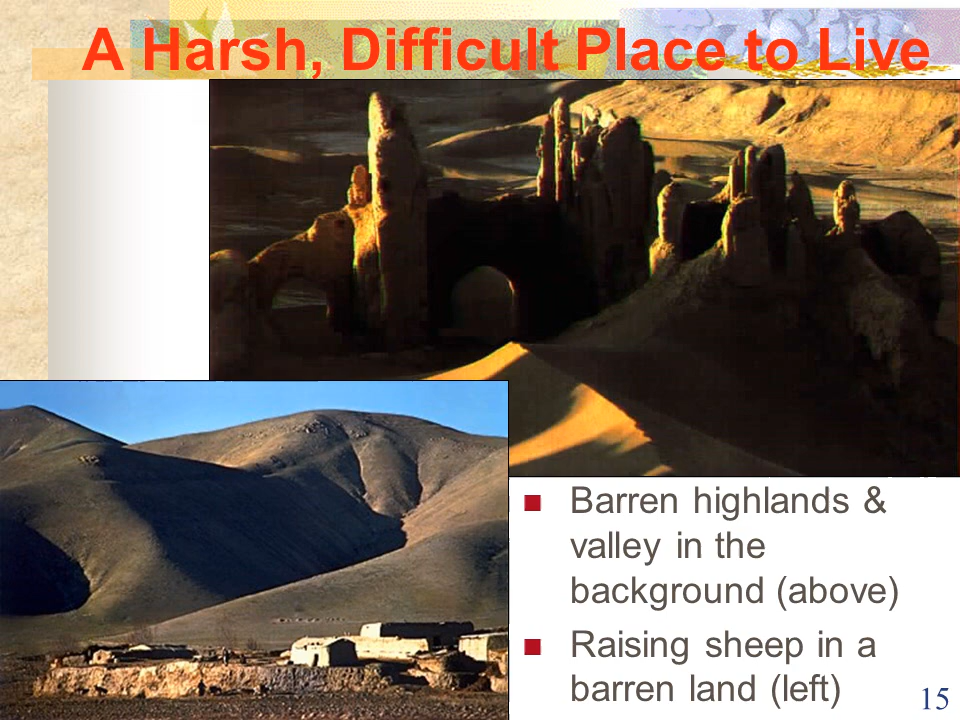 A Harsh, Difficult Place to Live
Barren highlands &
valley in the
background (above)
Raising sheep in a
barren land (left)
15